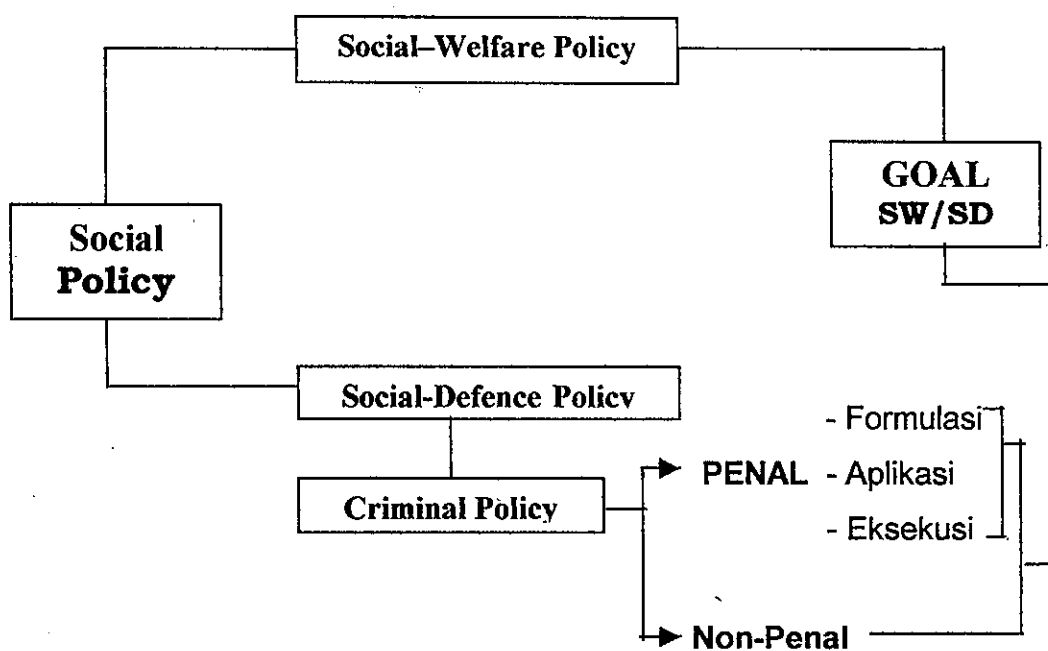 Social–Welfare Policy
GOAL
SW/SD
Social
Policy
Social-Defence Policy
- Formulasi
PENAL - Aplikasi
Criminal Policy
- Eksekusi
Non-Penal